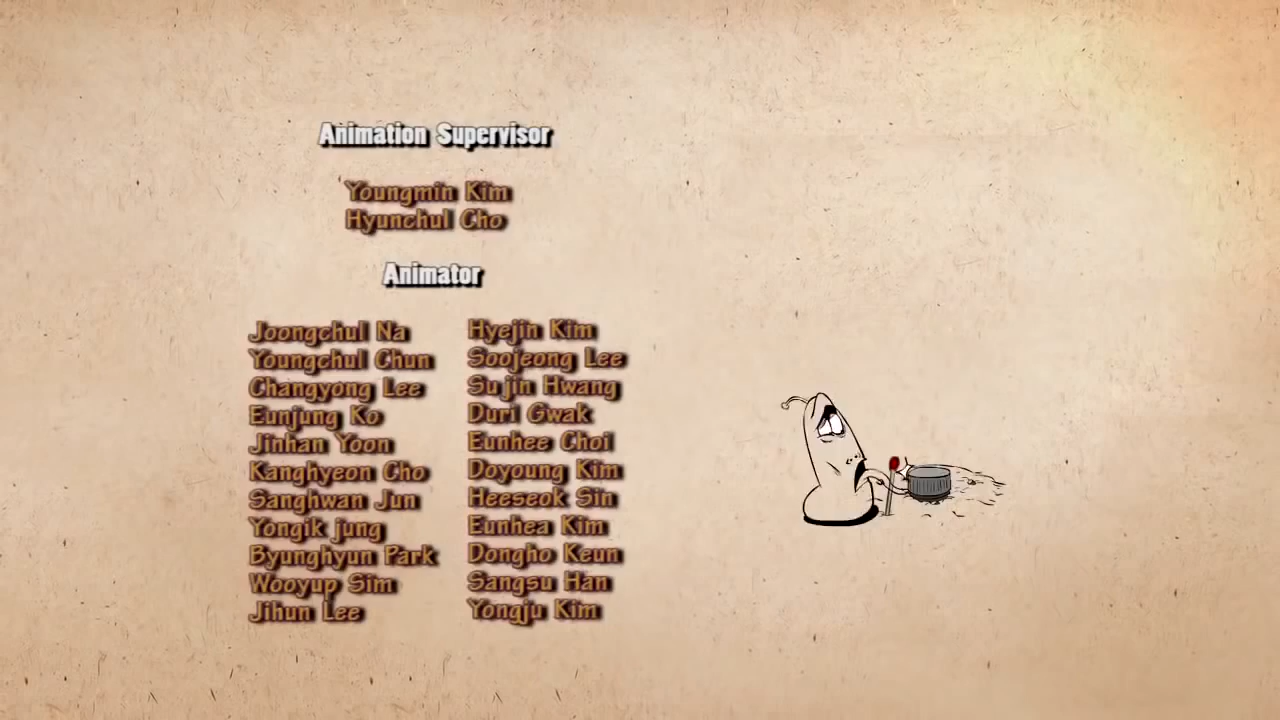 Animation Supervisor
Youngmin Kim
Hyunchul Cho
Animator
Joongchul Na
Youngchul Chun
Changyong Lee
Eunjung Ko
Jinhan Yoon
Kanghyeon Cho
Sanghwan Jun
Yongik jung
Byunghyun Park
Wooyup Sim
Jihun Lee
Hyejin Kim
Soojeong Lee
Sujin Hwang
Duri Gwak
Eunhee Choi
Doyoung Kim
Heeseok Sin
Eunhea Kim
Dongho Keun
Sangsu Han
Yongju Kim